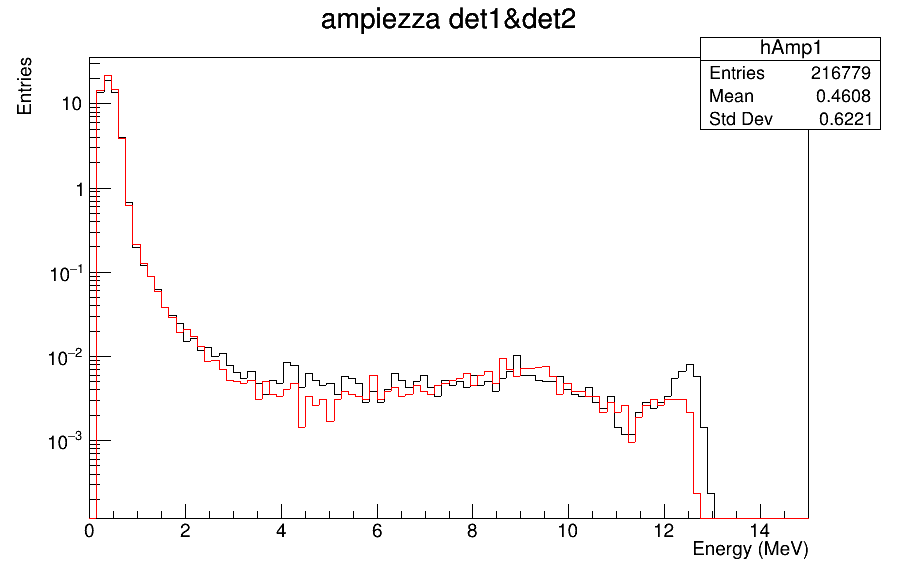 ampiezza det1&det2
hAmp1
Entries 216779
Mean 0.4608
Std Dev 0.6221
Entries
10
1
10⁻¹
10⁻²
10⁻³
0 2 4 6 8 10 12 14
Energy (MeV)